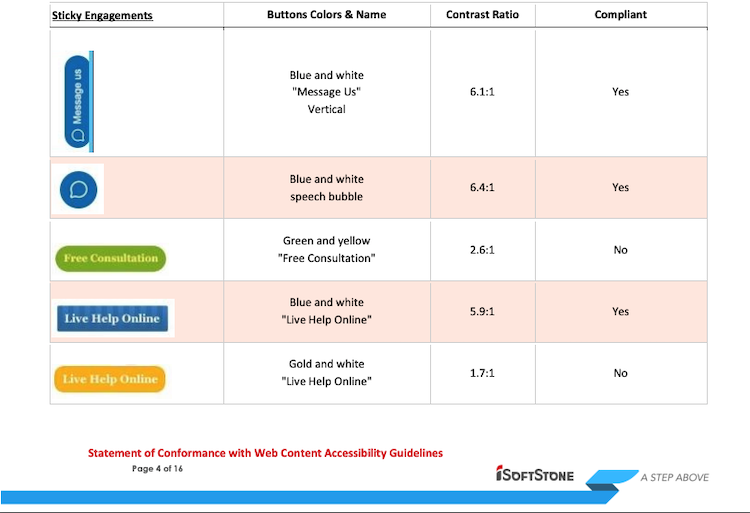 Sticky Engagements Buttons Colors & Name Contrast Ratio Compliant
Message us
Blue and white
"Message Us" 6.1:1 Yes
Vertical
Blue and white
speech bubble 6.4:1 Yes
Free Consultation
Green and yellow
"Free Consultation" 2.6:1 No
Live Help Online
Blue and white
"Live Help Online" 5.9:1 Yes
Live Help Online
Gold and white
"Live Help Online" 1.7:1 No
Statement of Conformance with Web Content Accessibility Guidelines
Page 4 of 16
iSOFTSTONE A STEP ABOVE